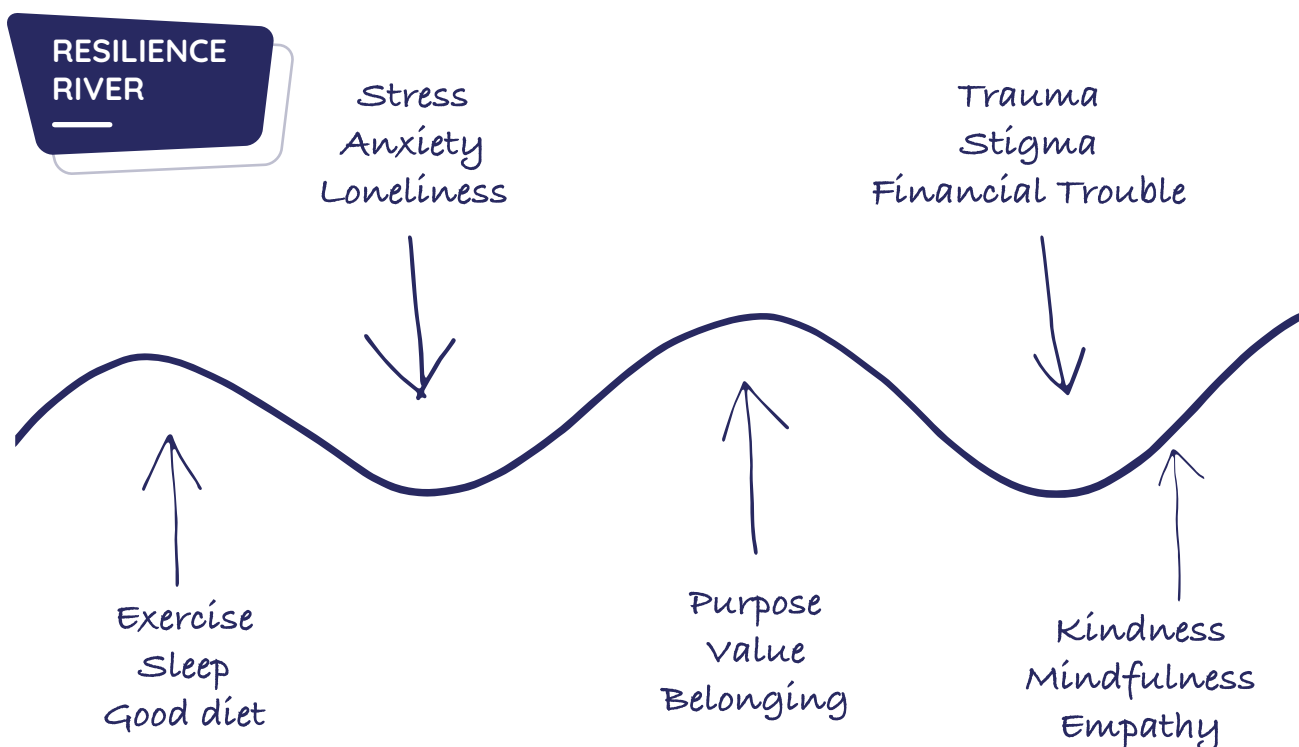 RESILIENCE
RIVER
Stress
Anxiety
Loneliness
Trauma
Stigma
Financial Trouble
Exercise
Sleep
Good diet
Purpose
Value
Belonging
Kindness
Mindfulness
Empathy